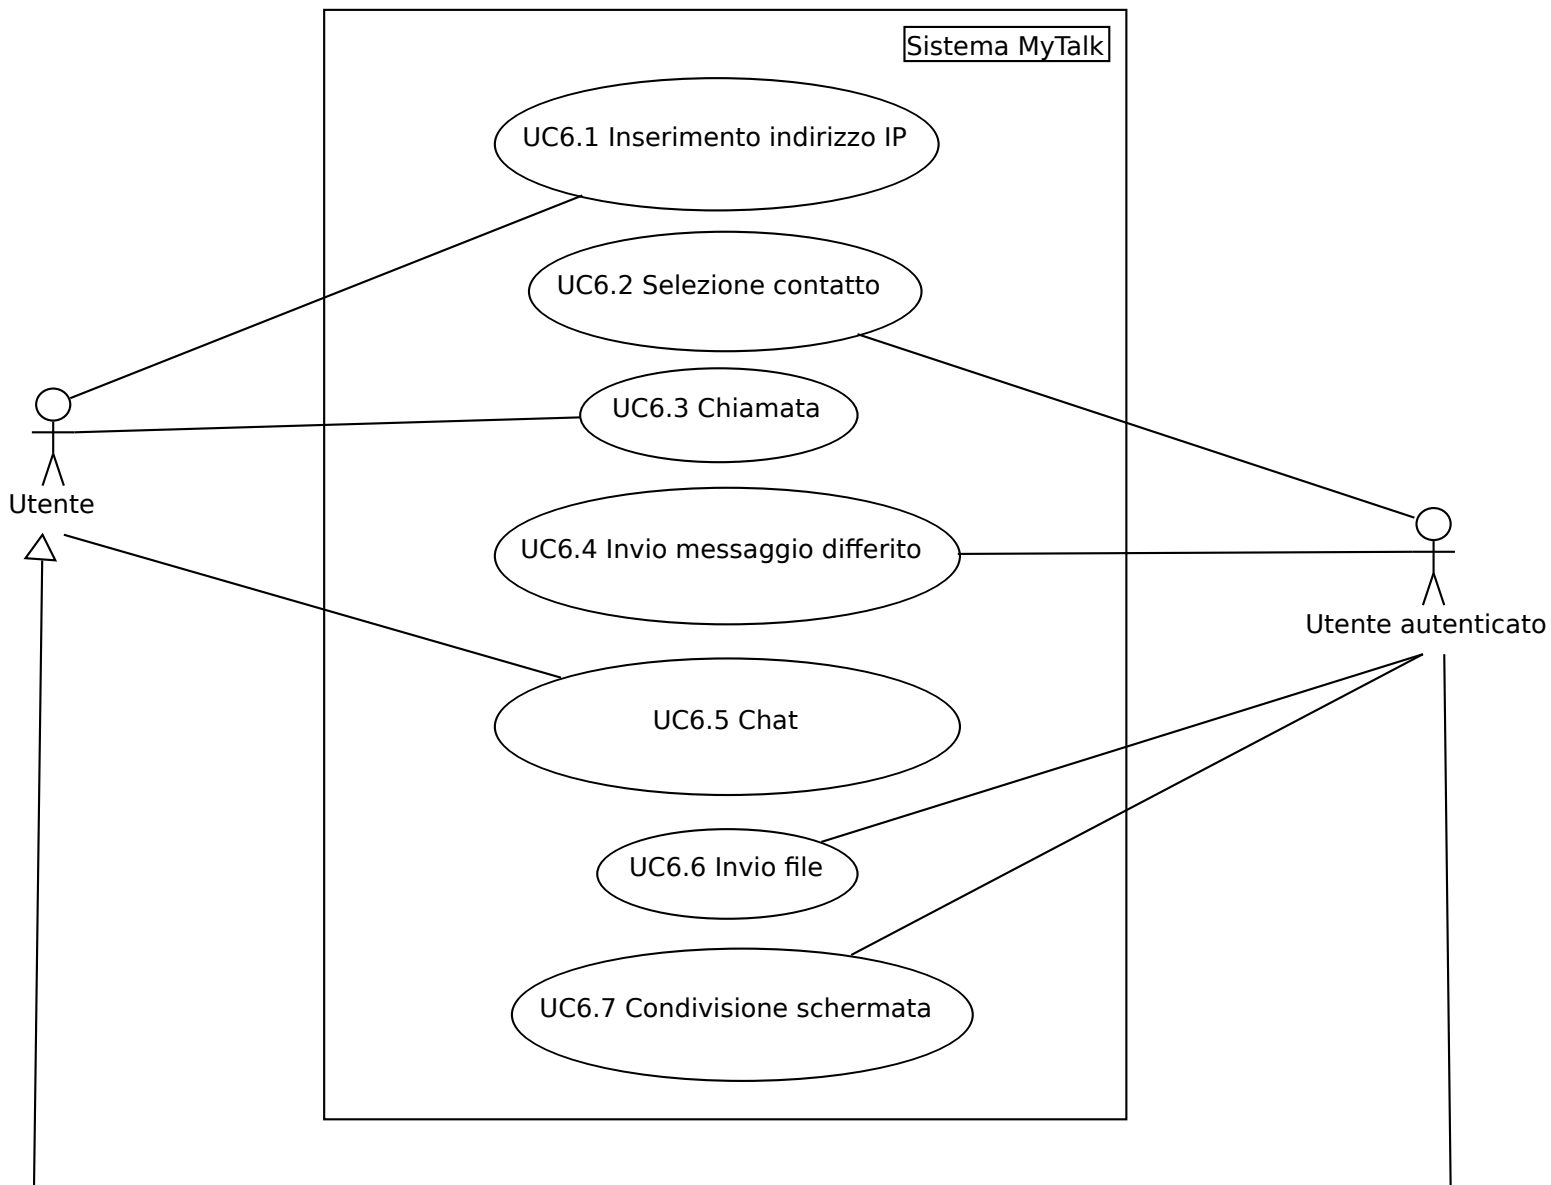 Sistema MyTalk
UC6.1 Inserimento indirizzo IP
UC6.2 Selezione contatto
UC6.3 Chiamata
Utente
UC6.4 Invio messaggio differito
Utente autenticato
UC6.5 Chat
UC6.6 Invio file
UC6.7 Condivisione schermata